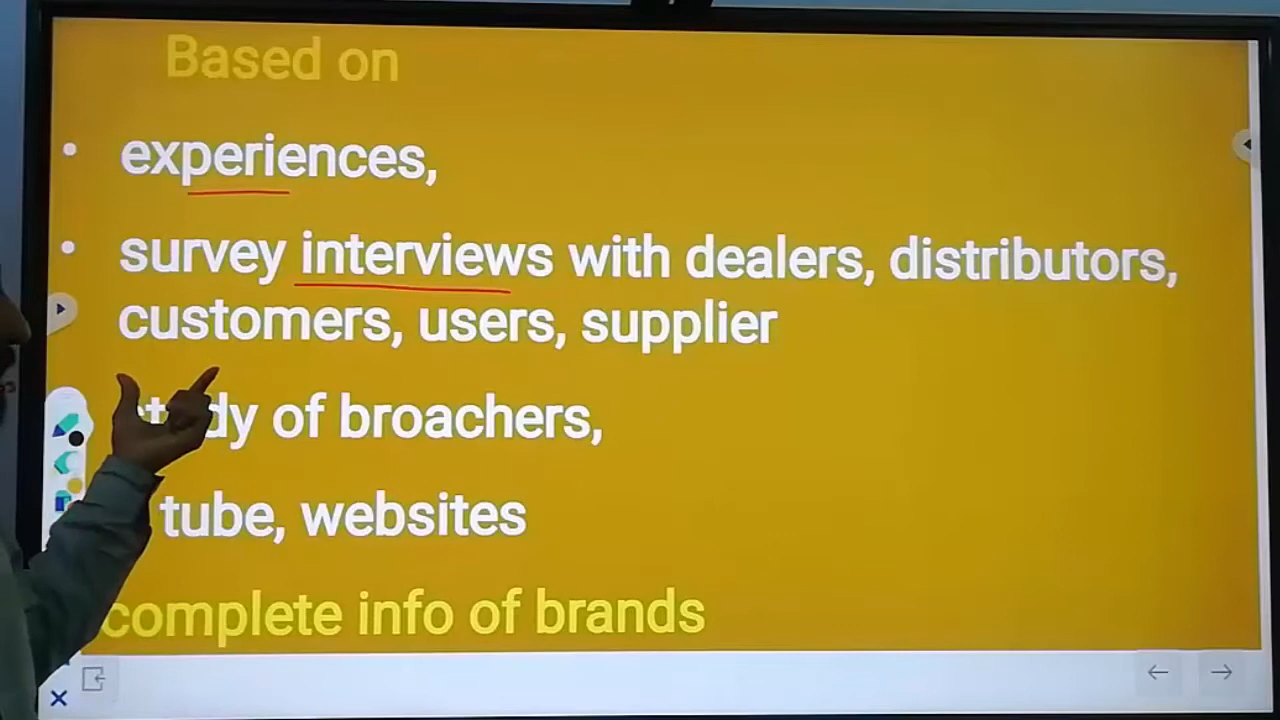 Based on
• experiences,
• survey interviews with dealers, distributors,
customers, users, supplier
of broachers,
tube, websites
complete info of brands